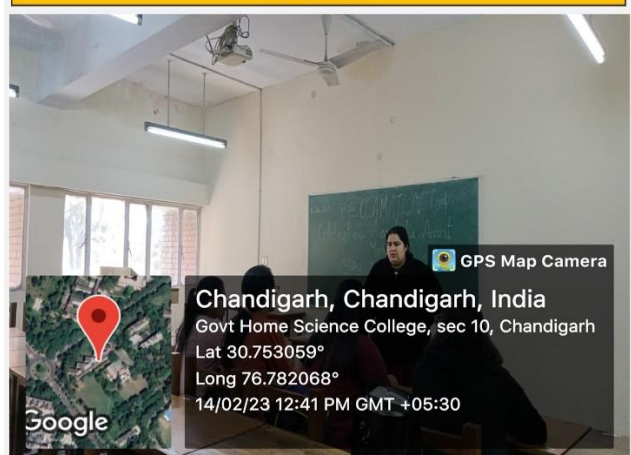 GPS Map Camera
Chandigarh, Chandigarh, India
Govt Home Science College, sec 10, Chandigarh
Lat 30.753059°
Long 76.782068°
14/02/23 12:41 PM GMT +05:30
Google